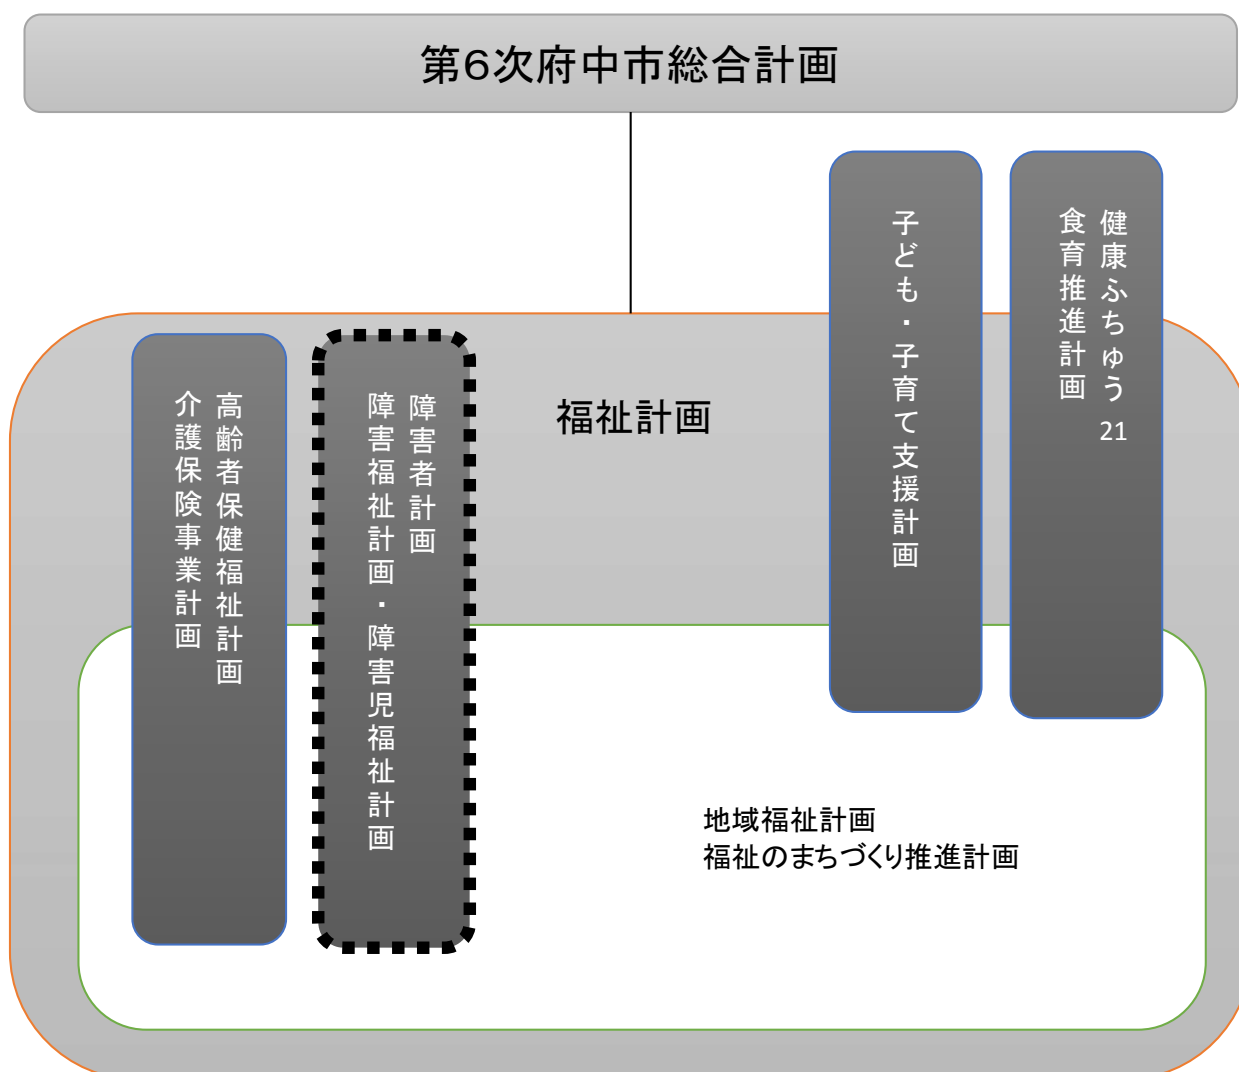 第6次府中市総合計画
福祉計画
高齢者保健福祉計画
介護保険事業計画
障害者計画
障害福祉計画・障害児福祉計画
子ども・子育て支援計画
健康ふちゅう21
食育推進計画
地域福祉計画
福祉のまちづくり推進計画